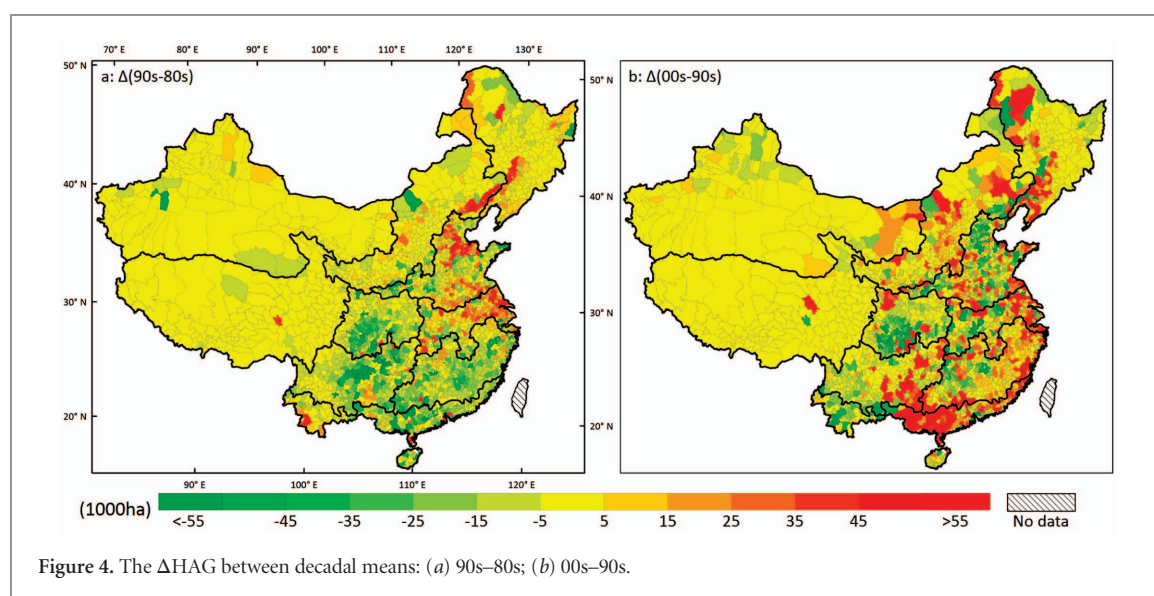 70° E 80° E 90° E 100° E 110° E 120° E 130° E
50° N
a: Δ(90s-80s)
b: Δ(00s-90s)
50° N
40° N
40° N
30° N
30° N
20° N
20° N
90° E 100° E 110° E 120° E
(1000ha)
<-55 -45 -35 -25 -15 -5 5 15 25 35 45 >55
No data
Figure 4. The ΔHAG between decadal means: (a) 90s–80s; (b) 00s–90s.